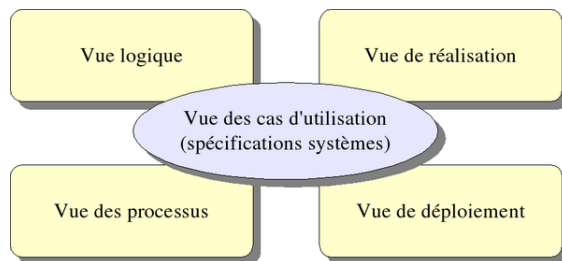 Vue logique
Vue de réalisation
Vue des cas d'utilisation
(spécifications systèmes)
Vue des processus
Vue de déploiement